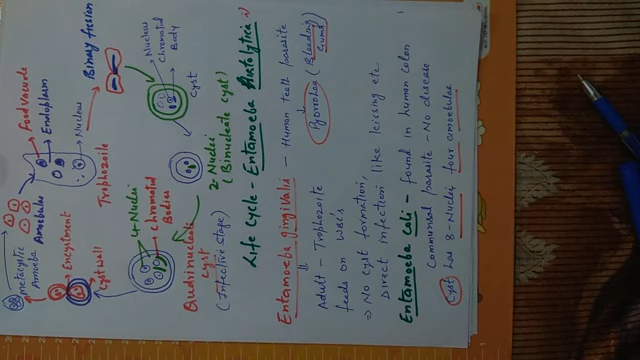 metacystic
Amoeba
Amoebulae
Food vacuole
Endoplasm
Nucleus
Trophozoite
Binary fission
Encystment
Cyst wall
4-Nuclei
Chromatid
Bodies
Nucleus
Chromatid
Body
Cyst
2-Nuclei
(Binucleate cyst)
Quadrinucleate
Cyst
(Infective stage)
Life Cycle - Entamoeba Histolytica
Entamoeba gingivalis - Human teeth parasite
Pyorrhoea (Bleeding
Gums)
Adult - Trophozoite
feeds on WBCs
⇒ No cyst formation,
Direct infection like kissing etc.
Entamoeba coli - found in human colon
Commensal parasite - No disease
Cyst has 8-Nuclei four amoebulae